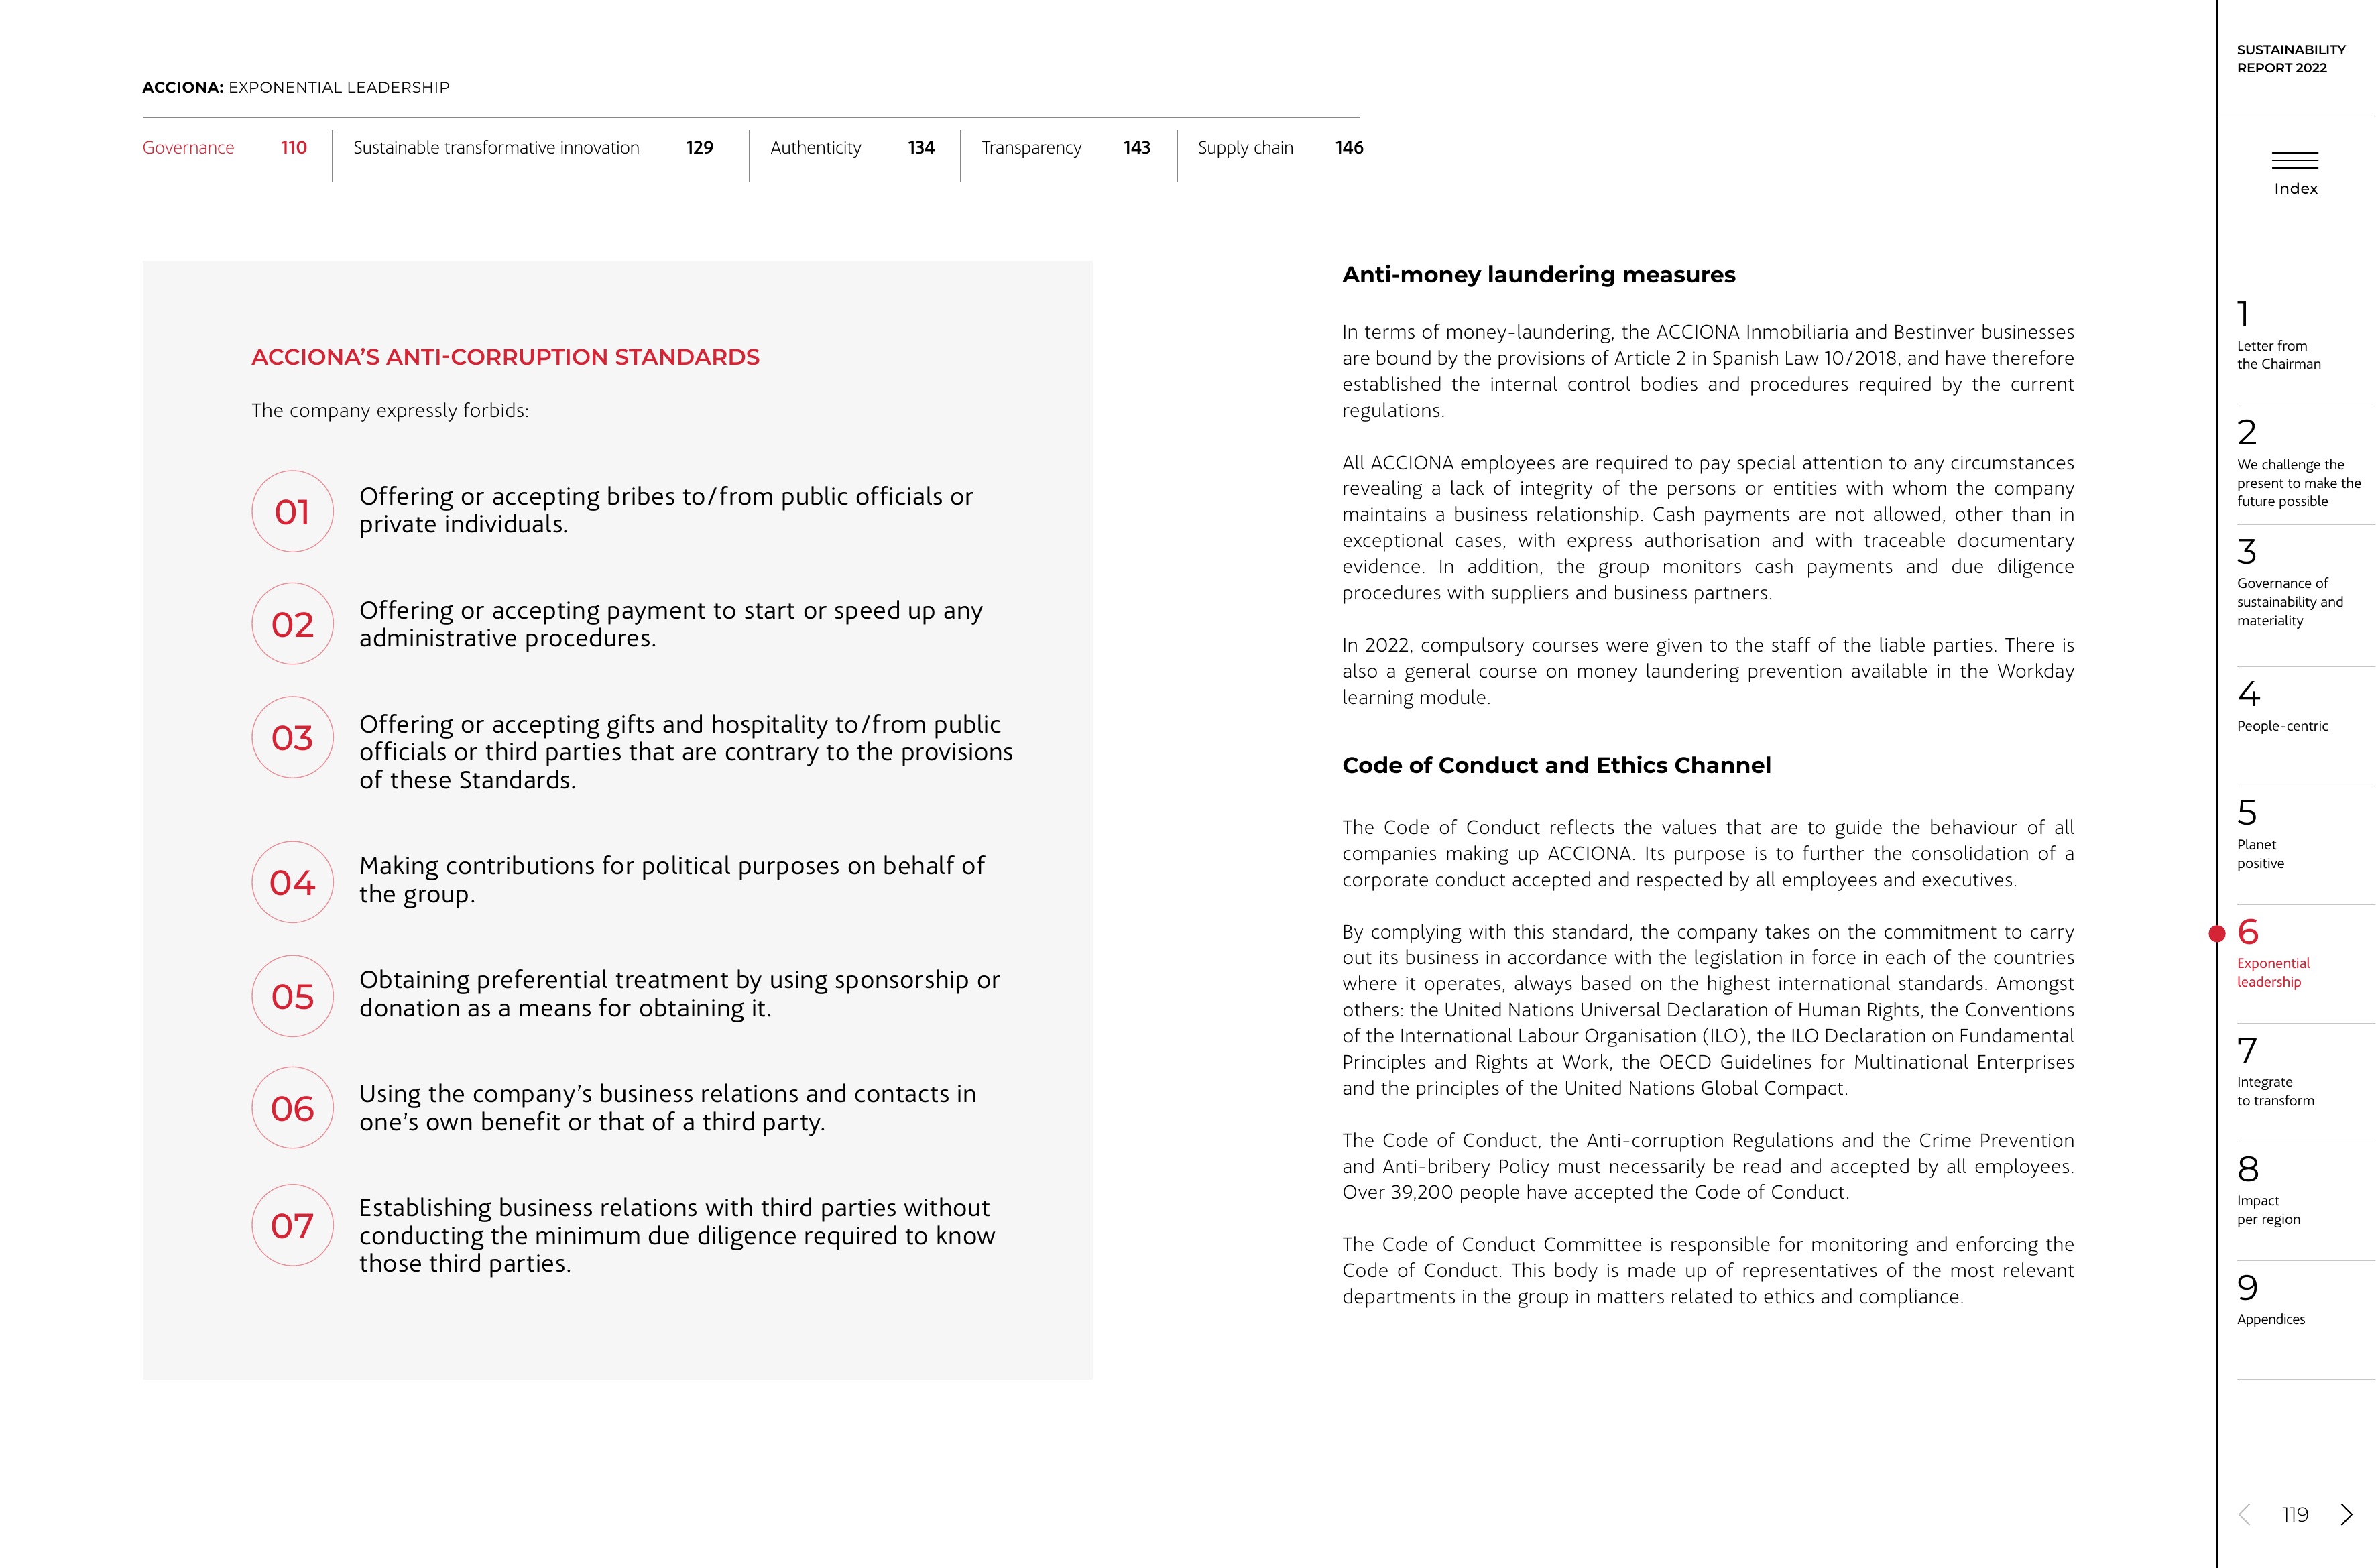 ACCIONA: EXPONENTIAL LEADERSHIP
Governance 110
Sustainable transformative innovation 129
Authenticity 134
Transparency 143
Supply chain 146
ACCIONA’S ANTI-CORRUPTION STANDARDS
The company expressly forbids:
01
Offering or accepting bribes to/from public officials or
private individuals.
02
Offering or accepting payment to start or speed up any
administrative procedures.
03
Offering or accepting gifts and hospitality to/from public
officials or third parties that are contrary to the provisions
of these Standards.
04
Making contributions for political purposes on behalf of
the group.
05
Obtaining preferential treatment by using sponsorship or
donation as a means for obtaining it.
06
Using the company’s business relations and contacts in
one’s own benefit or that of a third party.
07
Establishing business relations with third parties without
conducting the minimum due diligence required to know
those third parties.
Anti-money laundering measures
In terms of money-laundering, the ACCIONA Inmobiliaria and Bestinver businesses
are bound by the provisions of Article 2 in Spanish Law 10/2018, and have therefore
established the internal control bodies and procedures required by the current
regulations.
All ACCIONA employees are required to pay special attention to any circumstances
revealing a lack of integrity of the persons or entities with whom the company
maintains a business relationship. Cash payments are not allowed, other than in
exceptional cases, with express authorisation and with traceable documentary
evidence. In addition, the group monitors cash payments and due diligence
procedures with suppliers and business partners.
In 2022, compulsory courses were given to the staff of the liable parties. There is
also a general course on money laundering prevention available in the Workday
learning module.
Code of Conduct and Ethics Channel
The Code of Conduct reflects the values that are to guide the behaviour of all
companies making up ACCIONA. Its purpose is to further the consolidation of a
corporate conduct accepted and respected by all employees and executives.
By complying with this standard, the company takes on the commitment to carry
out its business in accordance with the legislation in force in each of the countries
where it operates, always based on the highest international standards. Amongst
others: the United Nations Universal Declaration of Human Rights, the Conventions
of the International Labour Organisation (ILO), the ILO Declaration on Fundamental
Principles and Rights at Work, the OECD Guidelines for Multinational Enterprises
and the principles of the United Nations Global Compact.
The Code of Conduct, the Anti-corruption Regulations and the Crime Prevention
and Anti-bribery Policy must necessarily be read and accepted by all employees.
Over 39,200 people have accepted the Code of Conduct.
The Code of Conduct Committee is responsible for monitoring and enforcing the
Code of Conduct. This body is made up of representatives of the most relevant
departments in the group in matters related to ethics and compliance.
SUSTAINABILITY
REPORT 2022
Index
1
Letter from
the Chairman
2
We challenge the
present to make the
future possible
3
Governance of
sustainability and
materiality
4
People-centric
5
Planet
positive
6
Exponential
leadership
7
Integrate
to transform
8
Impact
per region
9
Appendices
119